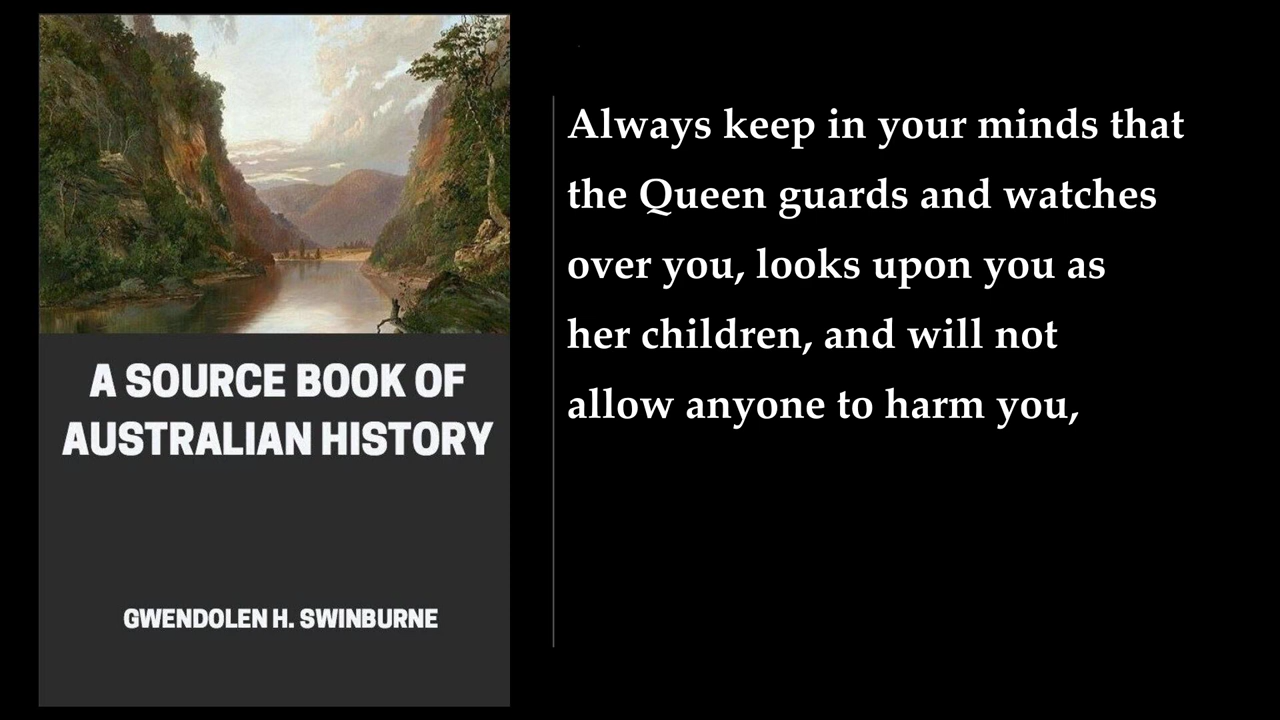 A SOURCE BOOK OF
AUSTRALIAN HISTORY
GWENDOLEN H. SWINBURNE
Always keep in your minds that
the Queen guards and watches
over you, looks upon you as
her children, and will not
allow anyone to harm you,